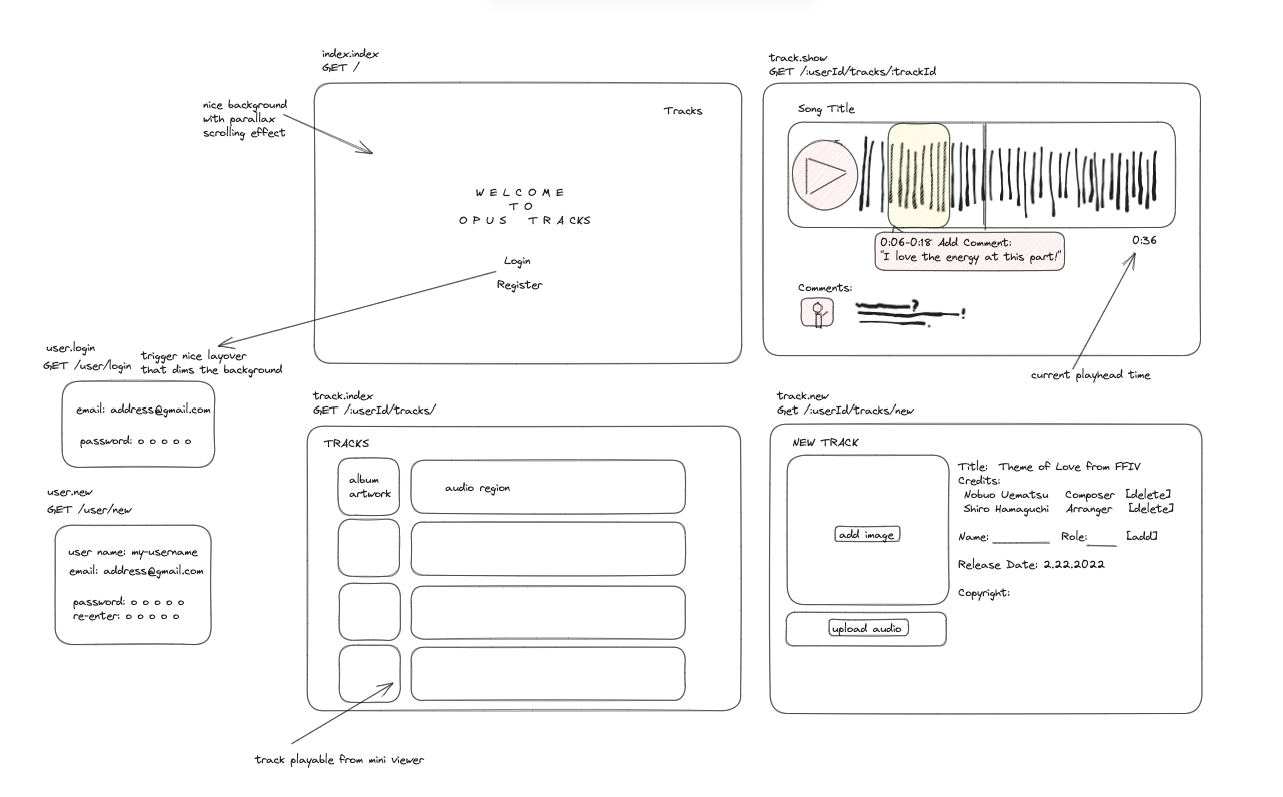 index.index
GET /
nice background
with parallax
scrolling effect
Tracks
WELCOME
TO
OPUS TRACKS
Login
Register
track.show
GET /:userId/tracks/:trackId
Song Title
0:06-0:18 Add Comment:
"I love the energy at this part!"
0:36
Comments:
?
!
.
current playhead time
user.login
GET /user/login
trigger nice layover
that dims the background
email: address@gmail.com
password: o o o o o
user.new
GET /user/new
user name: my-username
email: address@gmail.com
password: o o o o o
re-enter: o o o o o
track.index
GET /:userId/tracks/
TRACKS
album
artwork
audio region
track playable from mini viewer
track.new
Get /:userId/tracks/new
NEW TRACK
add image
upload audio
Title: Theme of Love from FFIV
Credits:
Nobuo Uematsu Composer [delete]
Shiro Hamaguchi Arranger [delete]
Name: ________ Role:____ [add]
Release Date: 2.22.2022
Copyright: